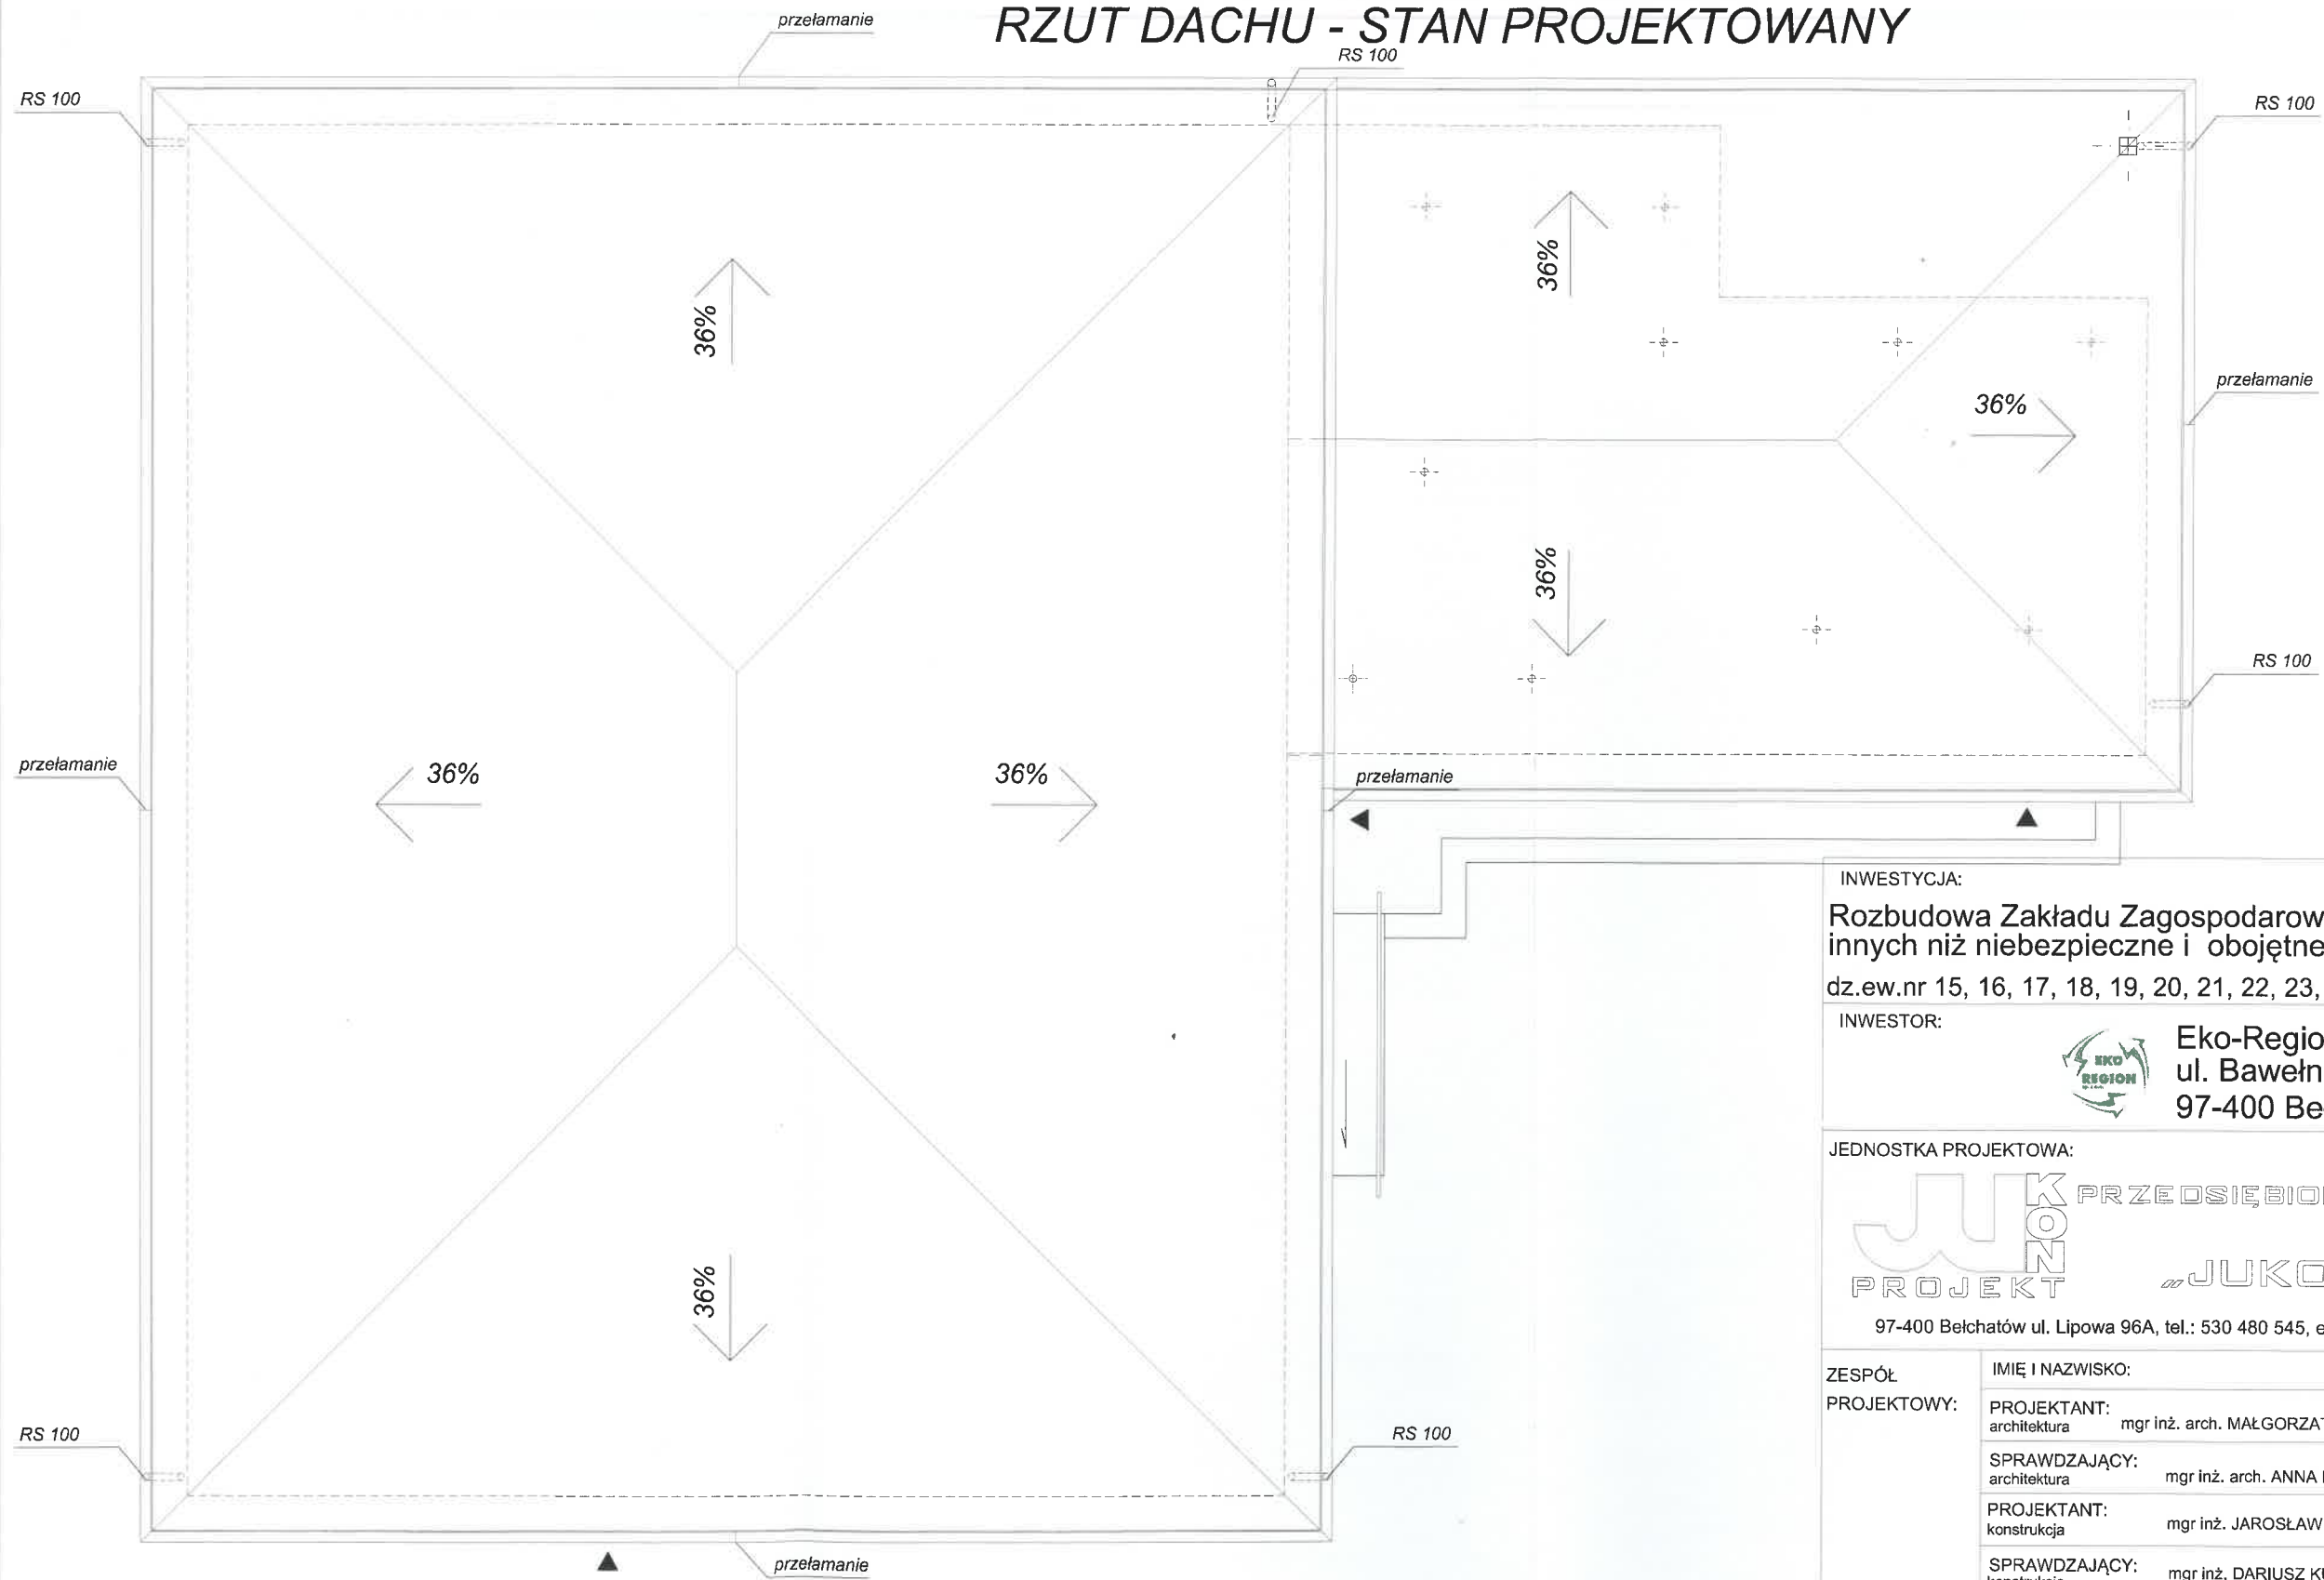 RZUT DACHU - STAN PROJEKTOWANY
przełamanie
RS 100
RS 100
RS 100
36%
36%
przełamanie
36%
36%
RS 100
przełamanie
36%
36%
przełamanie
36%
RS 100
RS 100
przełamanie
INWESTYCJA:
Rozbudowa Zakładu Zagospodarow
innych niż niebezpieczne i obojętne
dz.ew.nr 15, 16, 17, 18, 19, 20, 21, 22, 23,
INWESTOR:
EKO
REGION
Eko-Regio
ul. Bawełn
97-400 Be
JEDNOSTKA PROJEKTOWA:
JU
KON
PROJEKT
PRZEDSIĘBIOR
„JUKO
97-400 Bełchatów ul. Lipowa 96A, tel.: 530 480 545, e
ZESPÓŁ
PROJEKTOWY:
IMIĘ I NAZWISKO:
PROJEKTANT:
architektura mgr inż. arch. MAŁGORZAT
SPRAWDZAJĄCY:
architektura mgr inż. arch. ANNA
PROJEKTANT:
konstrukcja mgr inż. JAROSŁAW
SPRAWDZAJĄCY:
mgr inż. DARIUSZ K